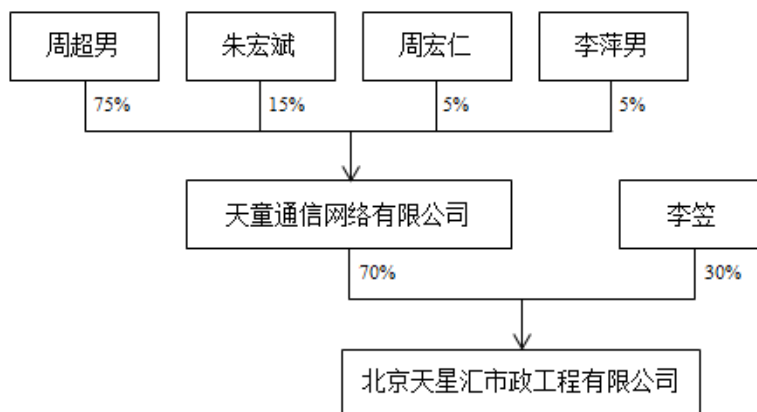 周超男
朱宏斌
周宏仁
李萍男
75%
15%
5%
5%
天童通信网络有限公司
李笠
70%
30%
北京天星汇市政工程有限公司